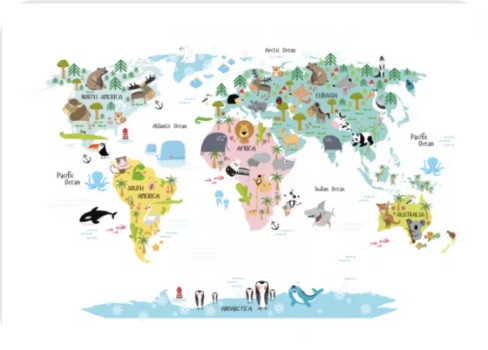 Arctic Ocean
NORTH AMERICA
EURASIA
Atlantic Ocean
Pacific
Ocean
AFRICA
Pacific
Ocean
SOUTH
AMERICA
Indian Ocean
AUSTRALIA
ANTARCTICA